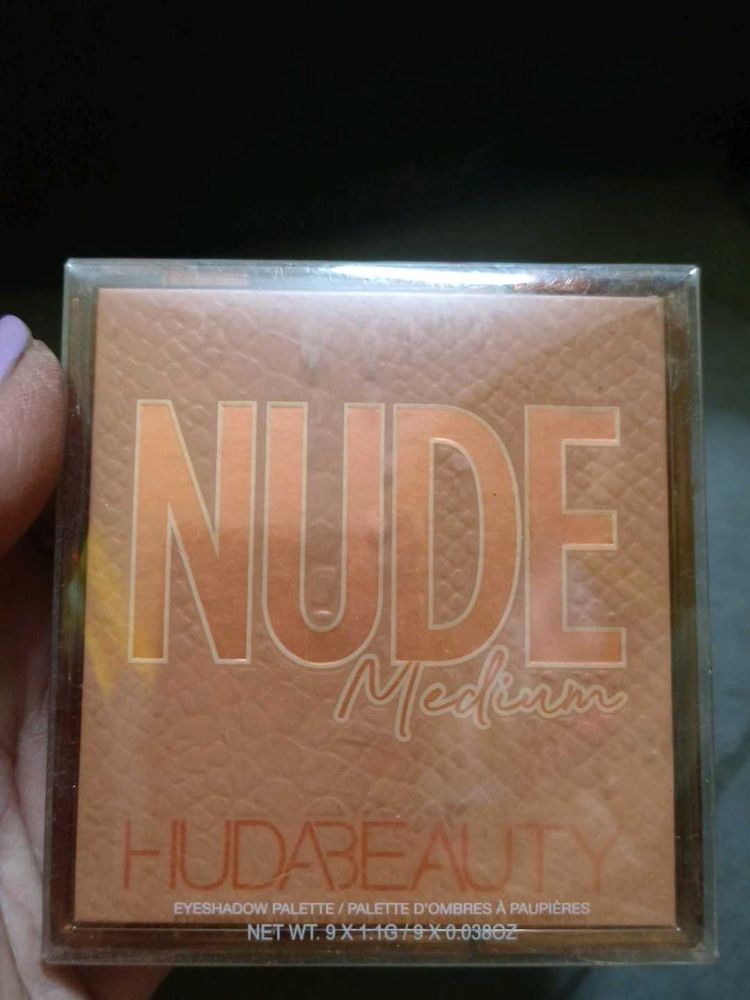 NUDE
Medium
HUDABEAUTY
EYESHADOW PALETTE / PALETTE D'OMBRES À PAUPIÈRES
NET WT. 9 X 1.1G / 9 X 0.038OZ